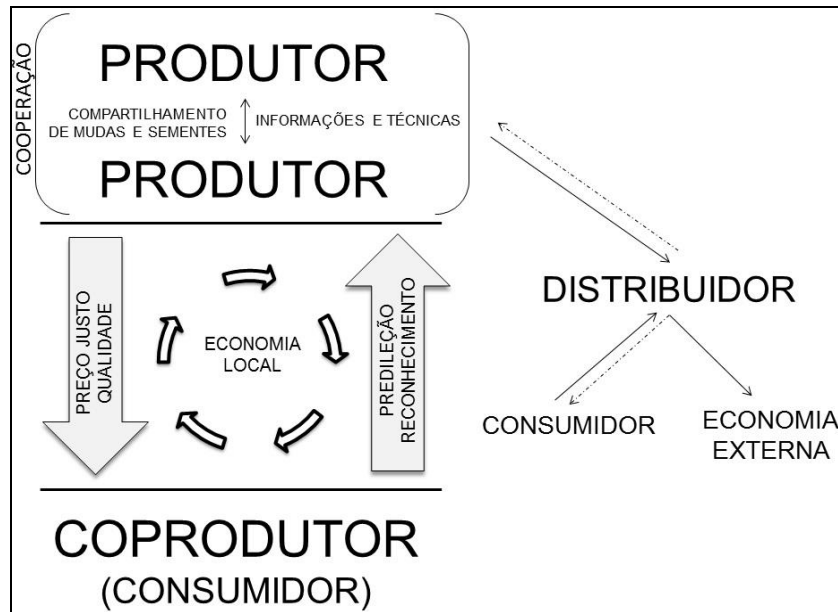 COOPERAÇÃO
PRODUTOR
COMPARTILHAMENTO
DE MUDAS E SEMENTES
INFORMAÇÕES E TÉCNICAS
PRODUTOR
PREÇO JUSTO
QUALIDADE
ECONOMIA
LOCAL
PREDILEÇÃO
RECONHECIMENTO
COPRODUTOR
(CONSUMIDOR)
DISTRIBUIDOR
CONSUMIDOR
ECONOMIA
EXTERNA